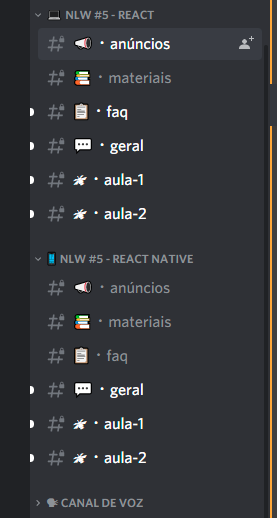 NLW #5 - REACT
• anúncios
• materiais
• faq
• geral
• aula-1
• aula-2
NLW #5 - REACT NATIVE
• anúncios
• materiais
• faq
• geral
• aula-1
• aula-2
CANAL DE VOZ